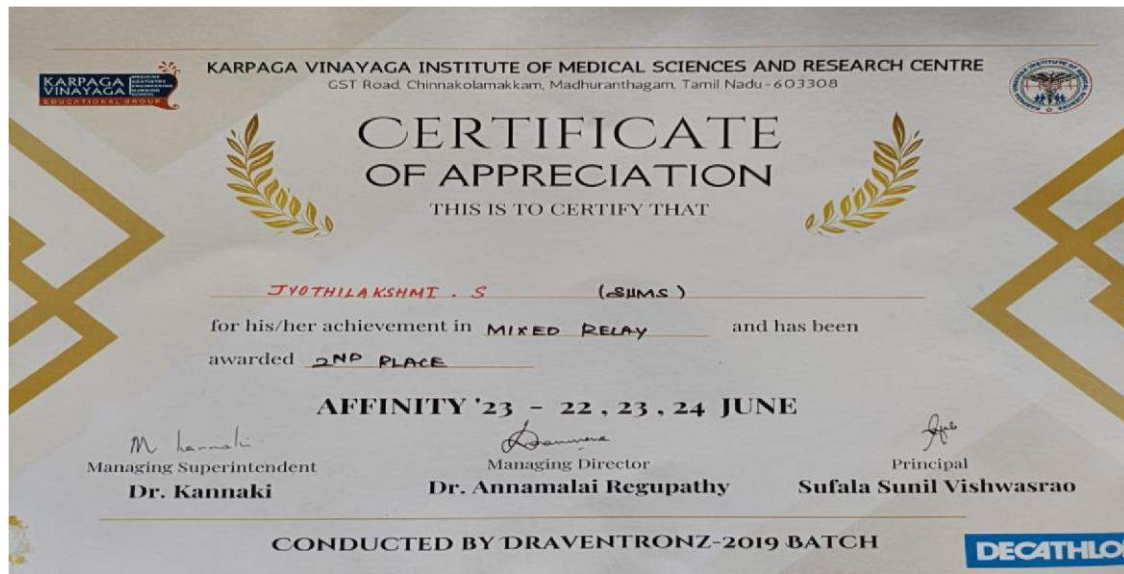 KARPAGA VINAYAGA INSTITUTE OF MEDICAL SCIENCES AND RESEARCH CENTRE
GST Road, Chinnakolamakkam, Madhuranthagam, Tamil Nadu-603308
KARPAGA
VINAYAGA
EDUCATIONAL GROUP
CERTIFICATE
OF APPRECIATION
THIS IS TO CERTIFY THAT
JYOTHILAKSHMI . S (SIIMS)
for his/her achievement in MIXED RELAY and has been
awarded 2ND PLACE
AFFINITY '23 - 22, 23, 24 JUNE
M Kannaki
Managing Superintendent Managing Director Principal
Dr. Kannaki Dr. Annamalai Regupathy Sufala Sunil Vishwasrao
CONDUCTED BY DRAVENTRONZ-2019 BATCH
DECATHLON